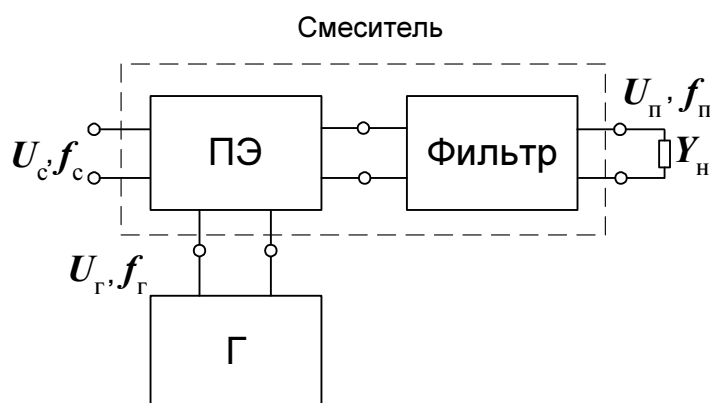 Смеситель
U_п, f_п
ПЭ
Фильтр
U_с, f_с
Y_н
U_г, f_г
Г